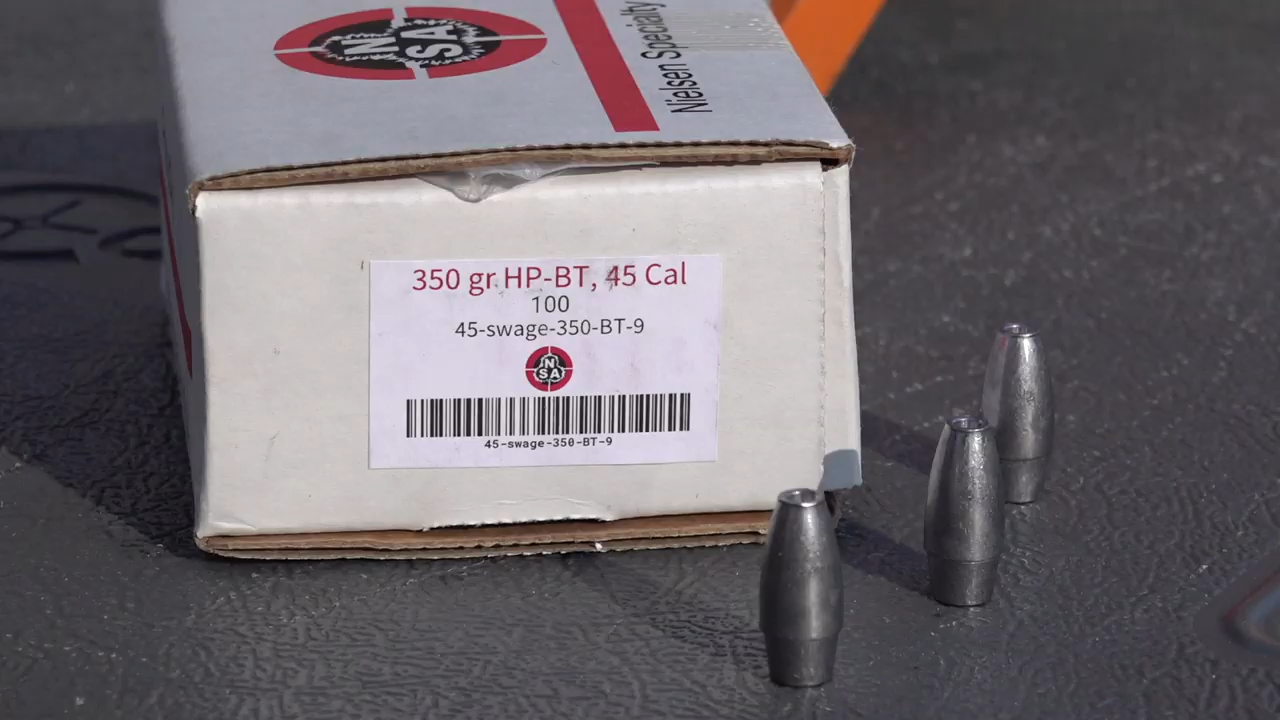 NSA
Nielsen Specialty
350 gr HP-BT, 45 Cal
100
45-swage-350-BT-9
N
SA
45-swage-350-BT-9